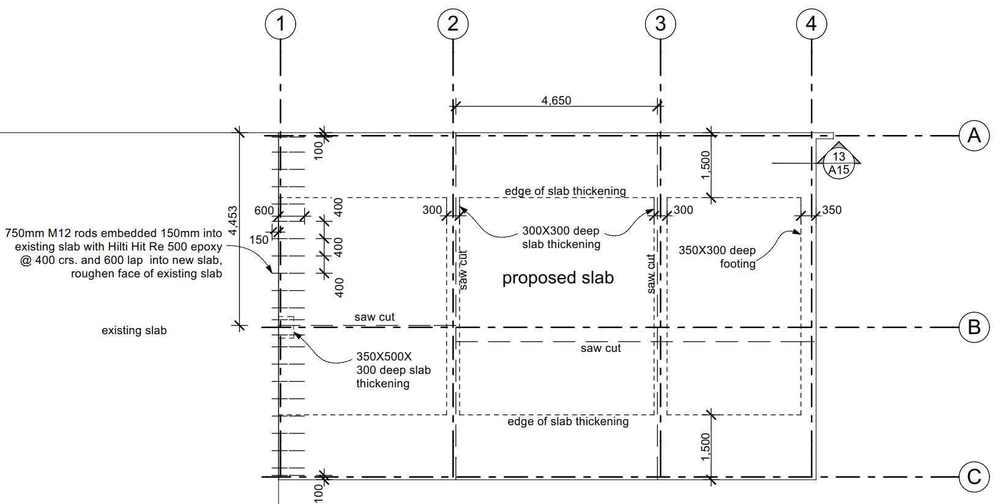 1
2
3
4
4,650
A
100
1,500
13
A15
edge of slab thickening
4,453
600
400
300
300
350
750mm M12 rods embedded 150mm into
existing slab with Hilti Hit Re 500 epoxy
@ 400 crs. and 600 lap into new slab,
roughen face of existing slab
150
400
400
300X300 deep
slab thickening
350X300 deep
footing
saw cut
saw cut
proposed slab
existing slab
saw cut
B
saw cut
350X500X
300 deep slab
thickening
edge of slab thickening
1,500
100
C